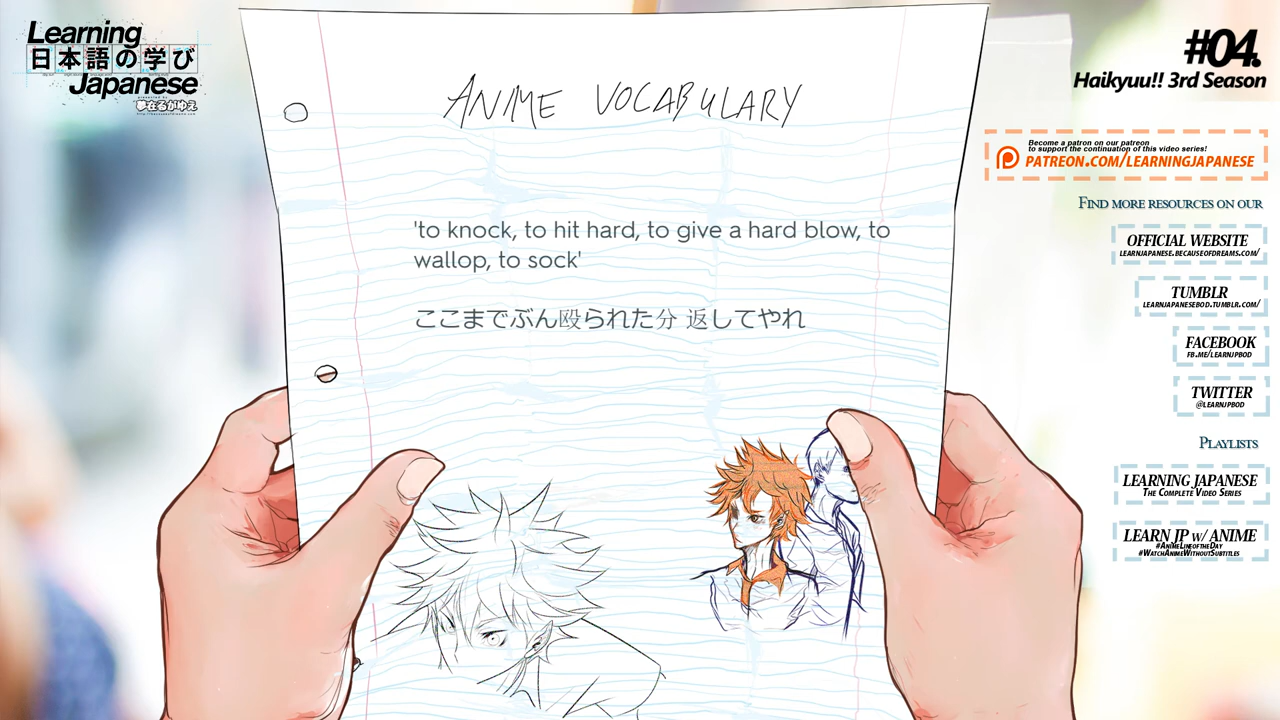 Learning
日本語の学び
Japanese
夢在るがゆえ
#04.
Haikyuu!! 3rd Season
ANIME VOCABULARY
'to knock, to hit hard, to give a hard blow, to
wallop, to sock'
ここまでぶん殴られた分 返してやれ
Become a patron on our patreon
to support the continuation of this video series!
PATREON.COM/LEARNINGJAPANESE
FIND MORE RESOURCES ON OUR
OFFICIAL WEBSITE
LEARNJAPANESE.BECAUSEOFDREAMS.COM/
TUMBLR
LEARNJAPANESEBOD.TUMBLR.COM/
FACEBOOK
FB.ME/LEARNJPBOD
TWITTER
@LEARNJPBOD
PLAYLISTS
LEARNING JAPANESE
THE COMPLETE VIDEO SERIES
LEARN JP W/ ANIME
#ANIMELINEOFTHEDAY
#WATCHANIMEWITHOUTSUBTITLES